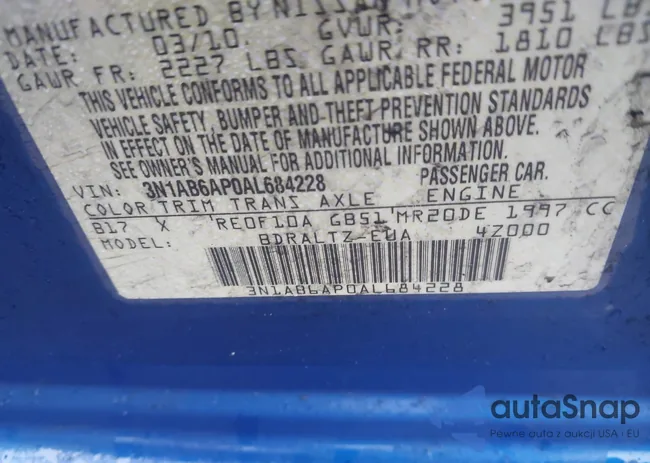 MANUFACTURED BY NISSAN
DATE: 03/10 GVWR: 3951 LBS
GAWR FR: 2227 LBS GAWR RR: 1810 LBS
THIS VEHICLE CONFORMS TO ALL APPLICABLE FEDERAL MOTOR
VEHICLE SAFETY, BUMPER AND THEFT PREVENTION STANDARDS
IN EFFECT ON THE DATE OF MANUFACTURE SHOWN ABOVE.
SEE OWNER'S MANUAL FOR ADDITIONAL INFORMATION.
VIN: 3N1AB6AP0AL684228 PASSENGER CAR.
COLOR TRIM TRANS AXLE ENGINE
B17 X RE0F10A GB51 MR20DE 1997 CC
MODEL: BDRALTZ-EUA 4Z000
3N1AB6AP0AL684228
autaSnap
Pewne auta z aukcji USA · EU